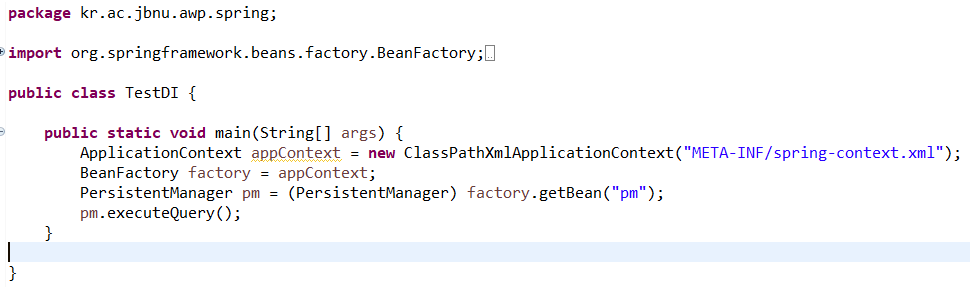 package kr.ac.jbnu.awp.spring;
import org.springframework.beans.factory.BeanFactory;
public class TestDI {
public static void main(String[] args) {
ApplicationContext appContext = new ClassPathXmlApplicationContext("META-INF/spring-context.xml");
BeanFactory factory = appContext;
PersistentManager pm = (PersistentManager) factory.getBean("pm");
pm.executeQuery();
}
}